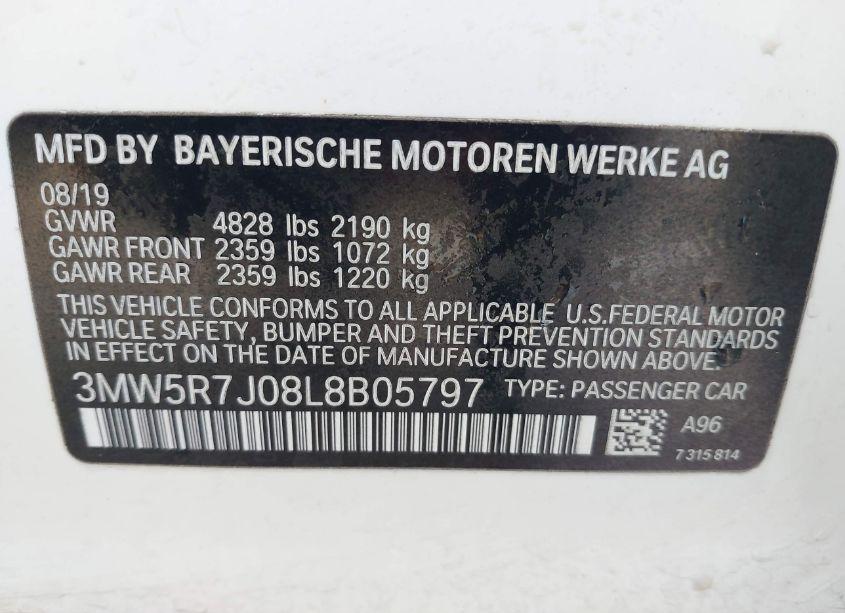 MFD BY BAYERISCHE MOTOREN WERKE AG
08/19
GVWR 4828 lbs 2190 kg
GAWR FRONT 2359 lbs 1072 kg
GAWR REAR 2359 lbs 1220 kg
THIS VEHICLE CONFORMS TO ALL APPLICABLE U.S.FEDERAL MOTOR
VEHICLE SAFETY, BUMPER AND THEFT PREVENTION STANDARDS
IN EFFECT ON THE DATE OF MANUFACTURE SHOWN ABOVE.
3MW5R7J08L8B05797 TYPE: PASSENGER CAR
A96
7 315 814